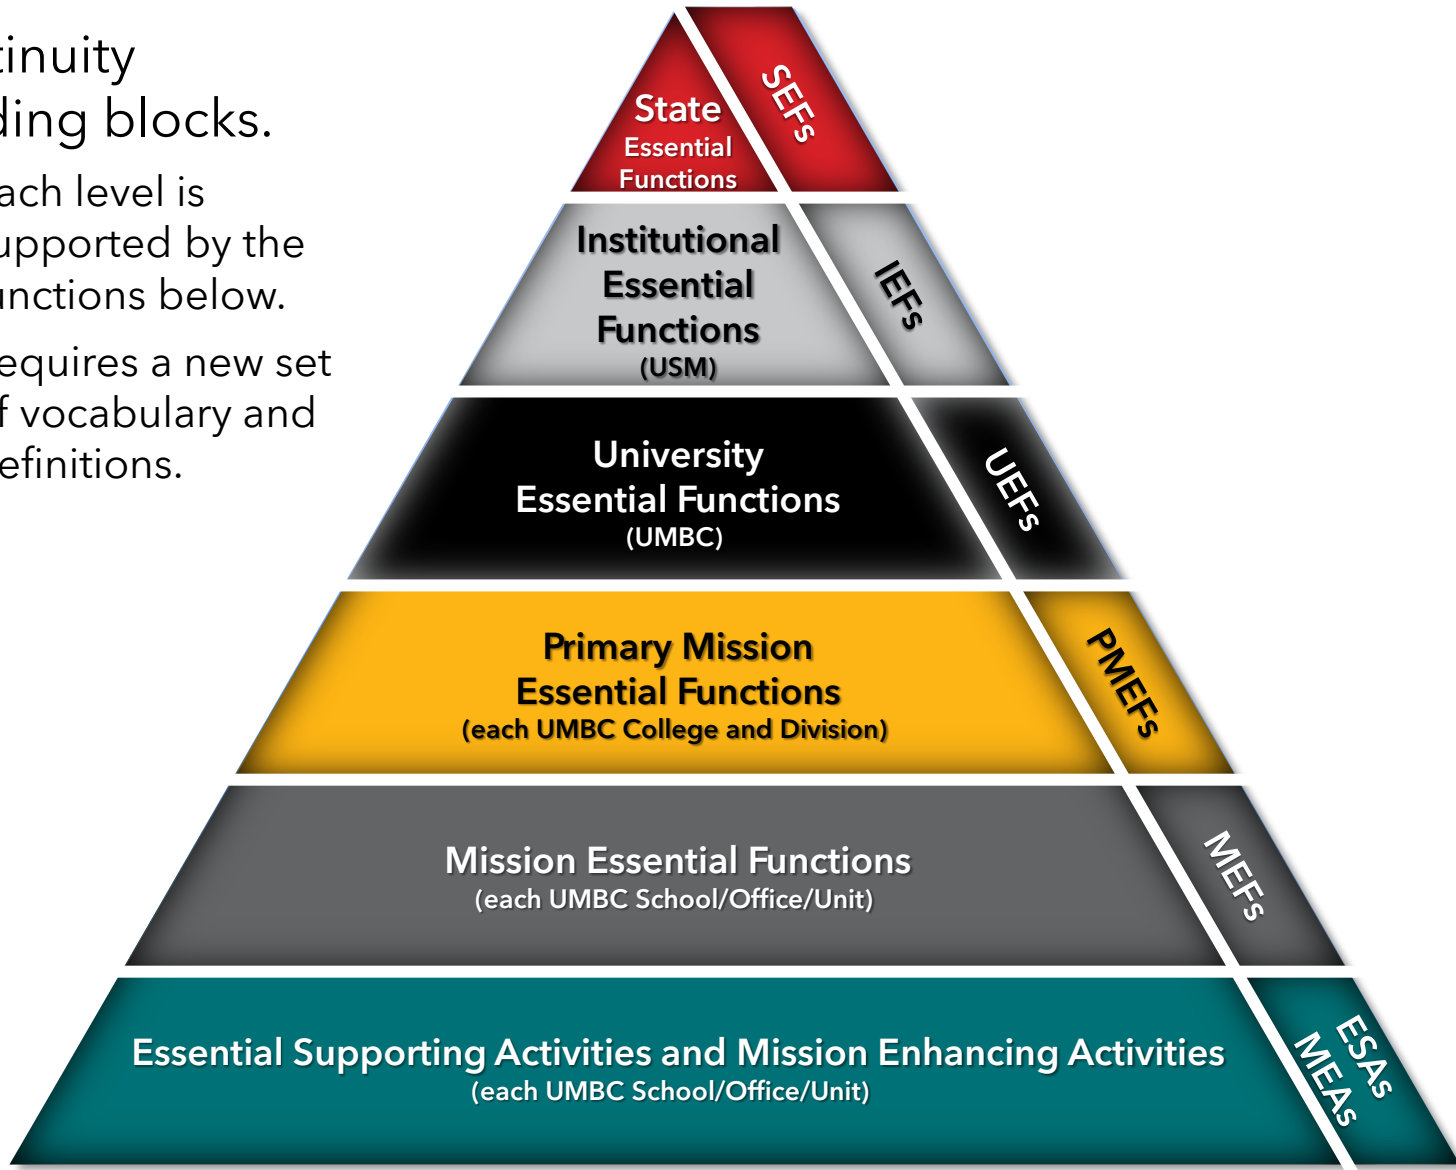 tinuity
ding blocks.
ach level is
upported by the
unctions below.
equires a new set
f vocabulary and
efinitions.
State
Essential
Functions
SEFs
Institutional
Essential
Functions
(USM)
IEFs
University
Essential Functions
(UMBC)
UEFs
Primary Mission
Essential Functions
(each UMBC College and Division)
PMEFs
Mission Essential Functions
(each UMBC School/Office/Unit)
MEFs
Essential Supporting Activities and Mission Enhancing Activities
(each UMBC School/Office/Unit)
ESAs
MEAs